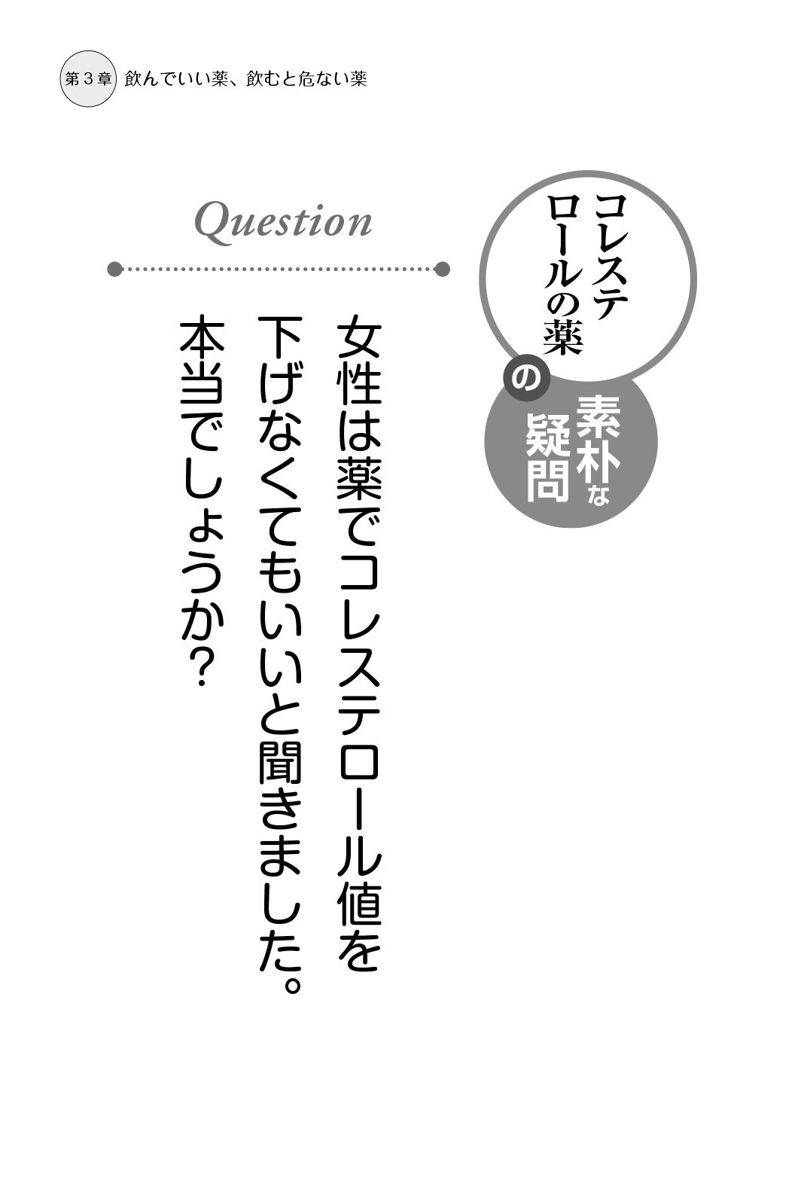 第3章 飲んでいい薬、飲むと危ない薬
コレステ
ロールの薬
の
素朴な
疑問
Question
女性は薬でコレステロール値を
下げなくてもいいと聞きました。
本当でしょうか？